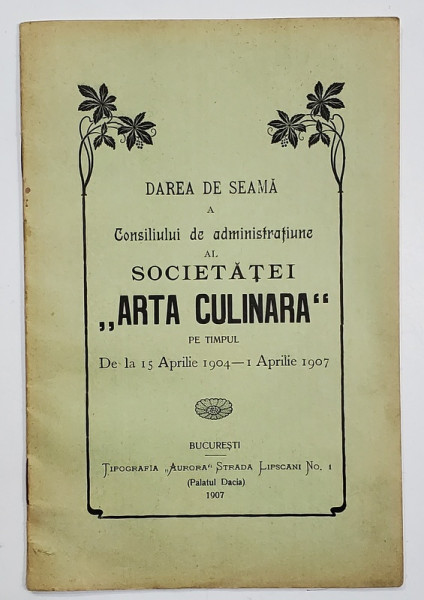 DAREA DE SEAMĂ
A
Consiliului de administrațiune
AL
SOCIETĂȚEI
„ARTA CULINARA“
PE TIMPUL
De la 15 Aprilie 1904—1 Aprilie 1907
BUCUREȘTI
TIPOGRAFIA „AURORA“ STRADA LIPSCANI NO. 1
(Palatul Dacia)
1907